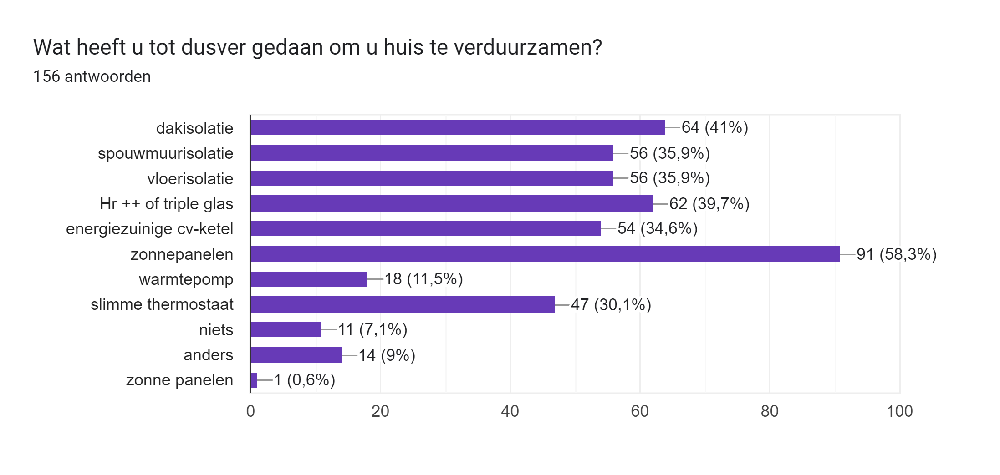 Wat heeft u tot dusver gedaan om u huis te verduurzamen?
156 antwoorden
dakisolatie 64 (41%)
spouwmuurisolatie 56 (35,9%)
vloerisolatie 56 (35,9%)
Hr ++ of triple glas 62 (39,7%)
energiezuinige cv-ketel 54 (34,6%)
zonnepanelen 91 (58,3%)
warmtepomp 18 (11,5%)
slimme thermostaat 47 (30,1%)
niets 11 (7,1%)
anders 14 (9%)
zonne panelen 1 (0,6%)
0 20 40 60 80 100